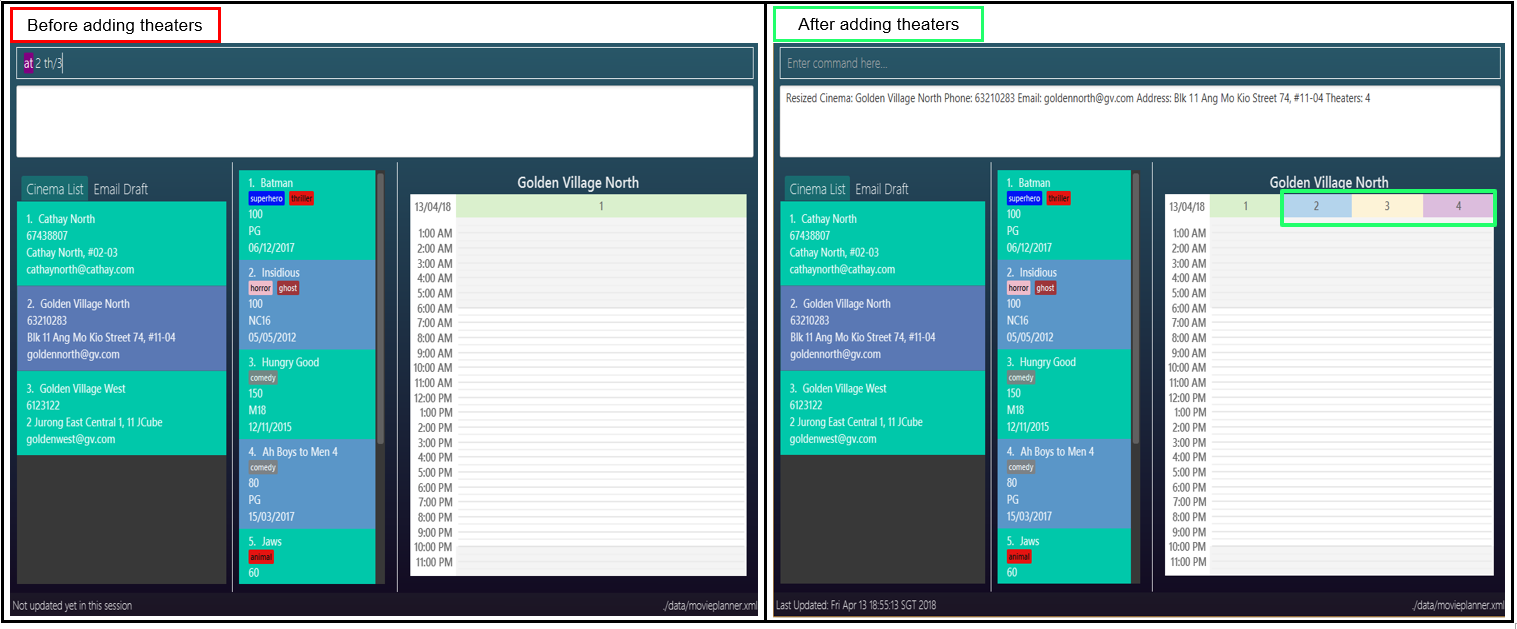 Before adding theaters
at 2 th/3
Cinema List Email Draft
1. Cathay North
67438807
Cathay North, #02-03
cathaynorth@cathay.com
2. Golden Village North
63210283
Blk 11 Ang Mo Kio Street 74, #11-04
goldennorth@gv.com
3. Golden Village West
6123122
2 Jurong East Central 1, 11 JCube
goldenwest@gv.com
1. Batman
superhero thriller
100
PG
06/12/2017
2. Insidious
horror ghost
100
NC16
05/05/2012
3. Hungry Good
comedy
150
M18
12/11/2015
4. Ah Boys to Men 4
comedy
80
PG
15/03/2017
5. Jaws
animal
60
Golden Village North
13/04/18 1
1:00 AM
2:00 AM
3:00 AM
4:00 AM
5:00 AM
6:00 AM
7:00 AM
8:00 AM
9:00 AM
10:00 AM
11:00 AM
12:00 PM
1:00 PM
2:00 PM
3:00 PM
4:00 PM
5:00 PM
6:00 PM
7:00 PM
8:00 PM
9:00 PM
10:00 PM
11:00 PM
Not updated yet in this session ./data/movieplanner.xml
After adding theaters
Enter command here...
Resized Cinema: Golden Village North Phone: 63210283 Email: goldennorth@gv.com Address: Blk 11 Ang Mo Kio Street 74, #11-04 Theaters: 4
Cinema List Email Draft
1. Cathay North
67438807
Cathay North, #02-03
cathaynorth@cathay.com
2. Golden Village North
63210283
Blk 11 Ang Mo Kio Street 74, #11-04
goldennorth@gv.com
3. Golden Village West
6123122
2 Jurong East Central 1, 11 JCube
goldenwest@gv.com
1. Batman
superhero thriller
100
PG
06/12/2017
2. Insidious
horror ghost
100
NC16
05/05/2012
3. Hungry Good
comedy
150
M18
12/11/2015
4. Ah Boys to Men 4
comedy
80
PG
15/03/2017
5. Jaws
animal
60
Golden Village North
13/04/18 1 2 3 4
1:00 AM
2:00 AM
3:00 AM
4:00 AM
5:00 AM
6:00 AM
7:00 AM
8:00 AM
9:00 AM
10:00 AM
11:00 AM
12:00 PM
1:00 PM
2:00 PM
3:00 PM
4:00 PM
5:00 PM
6:00 PM
7:00 PM
8:00 PM
9:00 PM
10:00 PM
11:00 PM
Last Updated: Fri Apr 13 18:55:13 SGT 2018 ./data/movieplanner.xml